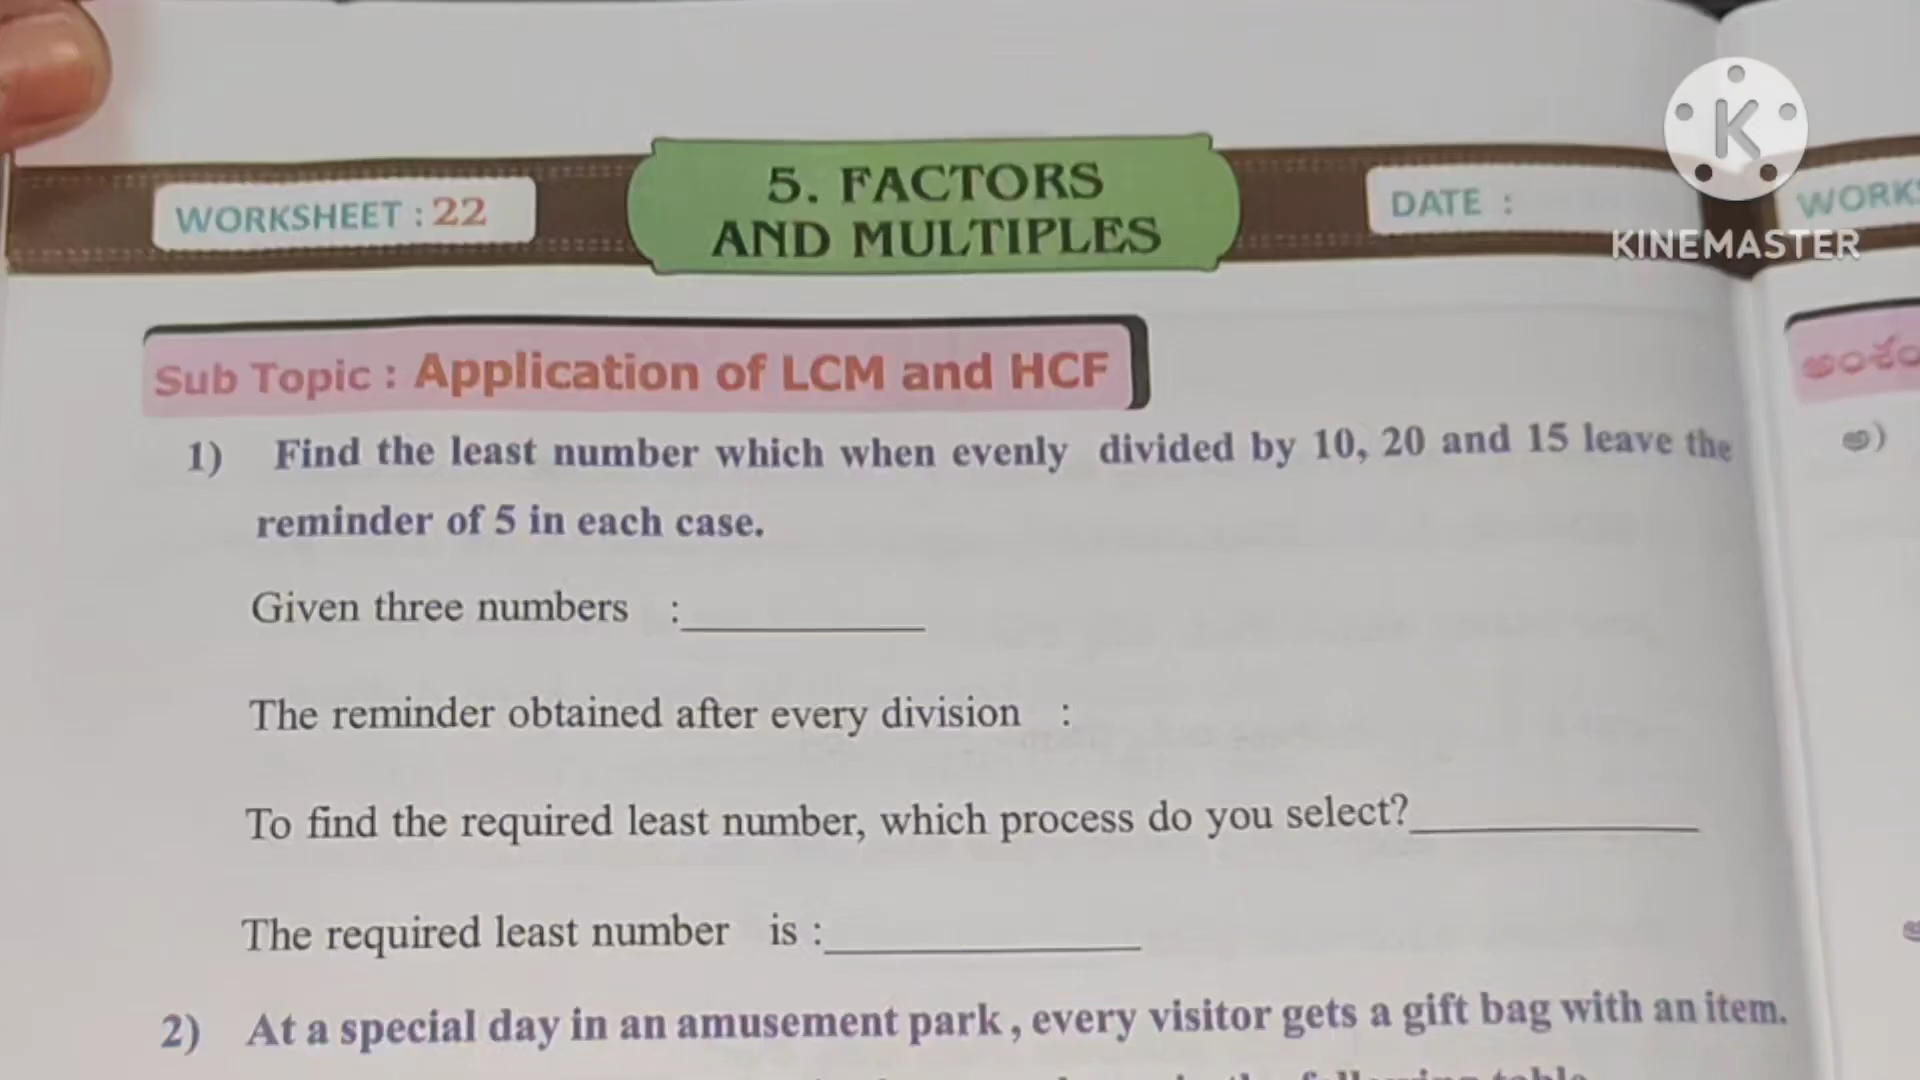 WORKSHEET : 22
5. FACTORS
AND MULTIPLES
DATE :
KINEMASTER
Sub Topic : Application of LCM and HCF
1) Find the least number which when evenly divided by 10, 20 and 15 leave the
reminder of 5 in each case.
Given three numbers :__________
The reminder obtained after every division :
To find the required least number, which process do you select?____________
The required least number is :_____________
2) At a special day in an amusement park, every visitor gets a gift bag with an item.